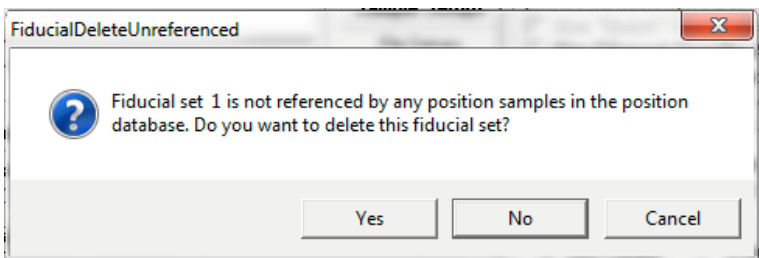 FiducialDeleteUnreferenced
Fiducial set 1 is not referenced by any position samples in the position
database. Do you want to delete this fiducial set?
Yes
No
Cancel